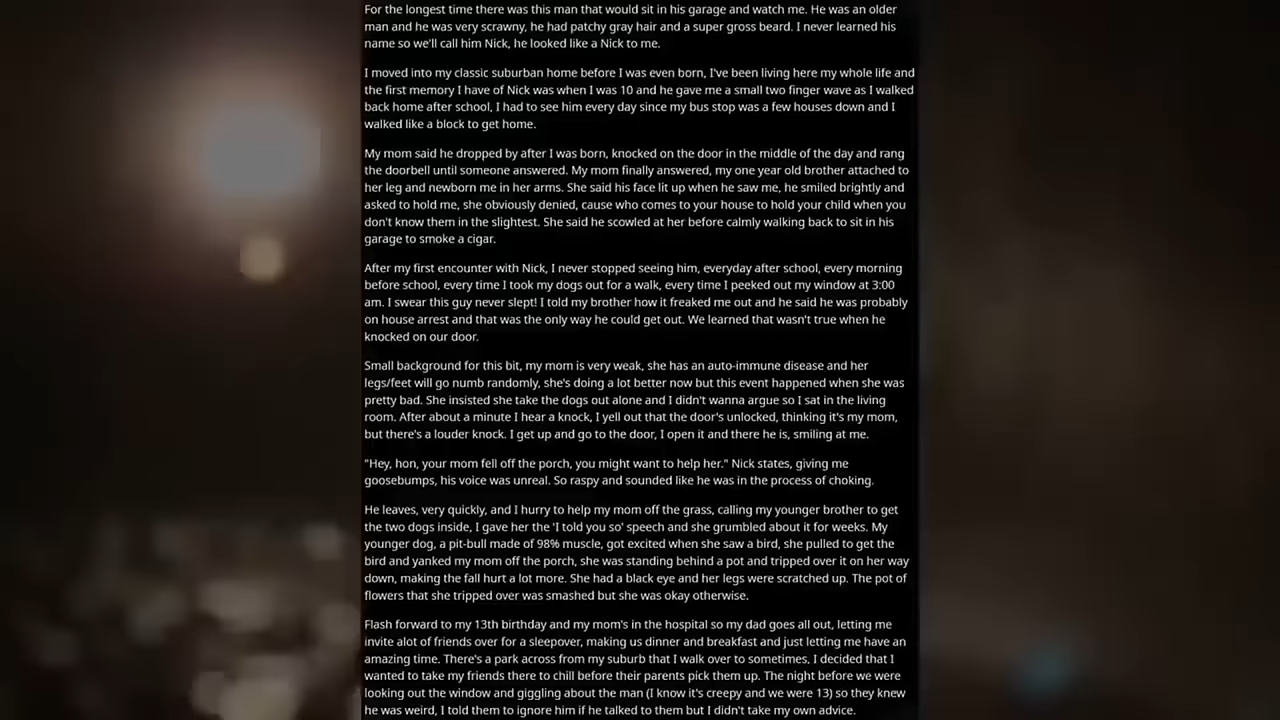 For the longest time there was this man that would sit in his garage and watch me. He was an older
man and he was very scrawny, he had patchy gray hair and a super gross beard. I never learned his
name so we'll call him Nick, he looked like a Nick to me.
I moved into my classic suburban home before I was even born, I've been living here my whole life and
the first memory I have of Nick was when I was 10 and he gave me a small two finger wave as I walked
back home after school, I had to see him every day since my bus stop was a few houses down and I
walked like a block to get home.
My mom said he dropped by after I was born, knocked on the door in the middle of the day and rang
the doorbell until someone answered. My mom finally answered, my one year old brother attached to
her leg and newborn me in her arms. She said his face lit up when he saw me, he smiled brightly and
asked to hold me, she obviously denied, cause who comes to your house to hold your child when you
don't know them in the slightest. She said he scowled at her before calmly walking back to sit in his
garage to smoke a cigar.
After my first encounter with Nick, I never stopped seeing him, everyday after school, every morning
before school, every time I took my dogs out for a walk, every time I peeked out my window at 3:00
am. I swear this guy never slept! I told my brother how it freaked me out and he said he was probably
on house arrest and that was the only way he could get out. We learned that wasn't true when he
knocked on our door.
Small background for this bit, my mom is very weak, she has an auto-immune disease and her
legs/feet will go numb randomly, she's doing a lot better now but this event happened when she was
pretty bad. She insisted she take the dogs out alone and I didn't wanna argue so I sat in the living
room. After about a minute I hear a knock, I yell out that the door's unlocked, thinking it's my mom,
but there's a louder knock. I get up and go to the door, I open it and there he is, smiling at me.
"Hey, hon, your mom fell off the porch, you might want to help her." Nick states, giving me
goosebumps, his voice was unreal. So raspy and sounded like he was in the process of choking.
He leaves, very quickly, and I hurry to help my mom off the grass, calling my younger brother to get
the two dogs inside, I gave her the 'I told you so' speech and she grumbled about it for weeks. My
younger dog, a pit-bull made of 98% muscle, got excited when she saw a bird, she pulled to get the
bird and yanked my mom off the porch, she was standing behind a pot and tripped over it on her way
down, making the fall hurt a lot more. She had a black eye and her legs were scratched up. The pot of
flowers that she tripped over was smashed but she was okay otherwise.
Flash forward to my 13th birthday and my mom's in the hospital so my dad goes all out, letting me
invite alot of friends over for a sleepover, making us dinner and breakfast and just letting me have an
amazing time. There's a park across from my suburb that I walk over to sometimes, I decided that I
wanted to take my friends there to chill before their parents pick them up. The night before we were
looking out the window and giggling about the man (I know it's creepy and we were 13) so they knew
he was weird, I told them to ignore him if he talked to them but I didn't take my own advice.